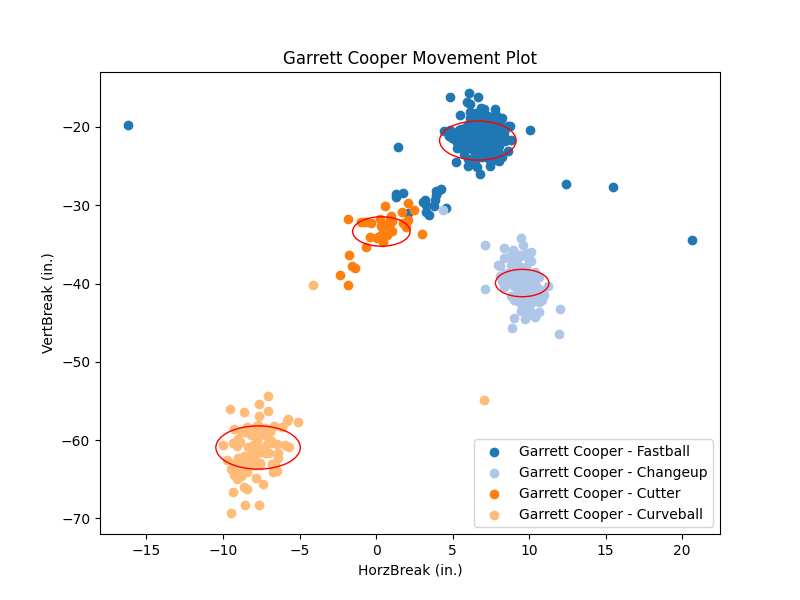 Garrett Cooper Movement Plot
VertBreak (in.)
−20
−30
−40
−50
−60
−70
−15
−10
−5
0
5
10
15
20
HorzBreak (in.)
Garrett Cooper - Fastball
Garrett Cooper - Changeup
Garrett Cooper - Cutter
Garrett Cooper - Curveball